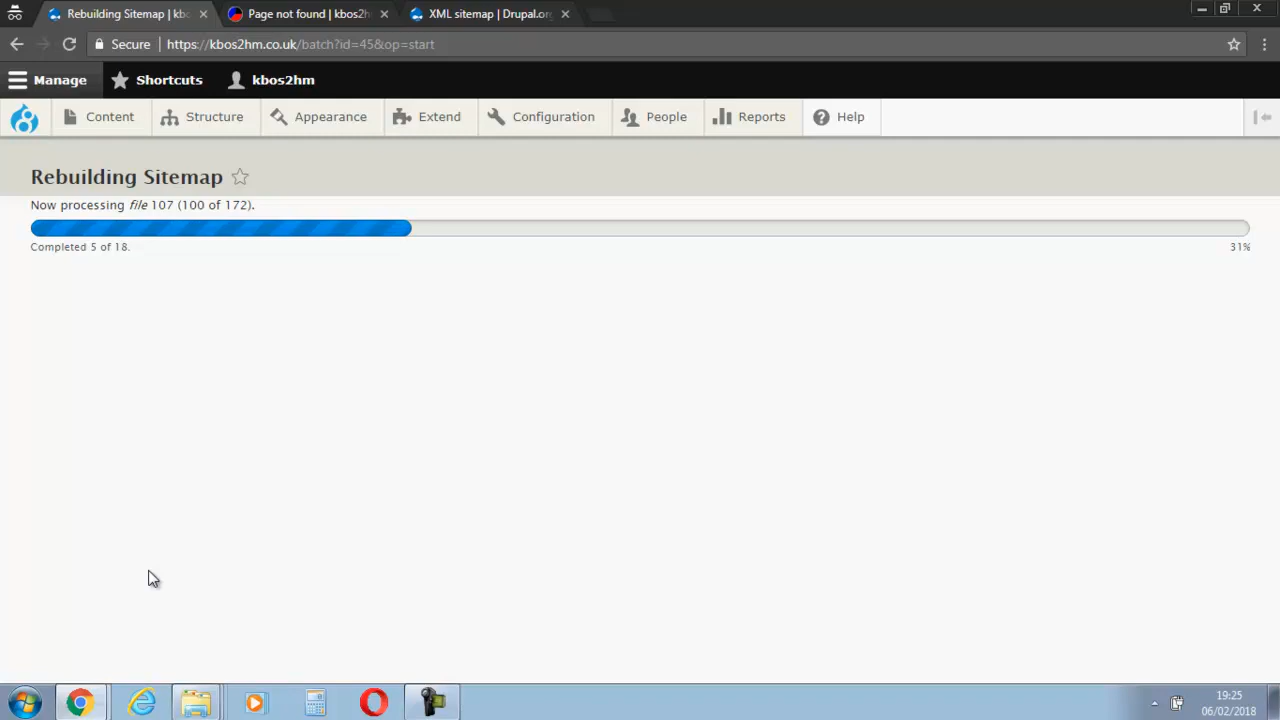 Rebuilding Sitemap | kbo
Page not found | kbos2h
XML sitemap | Drupal.or
Secure
https://kbos2hm.co.uk/batch?id=45&op=start
Manage
Shortcuts
kbos2hm
Content
Structure
Appearance
Extend
Configuration
People
Reports
Help
Rebuilding Sitemap
Now processing file 107 (100 of 172).
Completed 5 of 18.
31%
19:25
06/02/2018